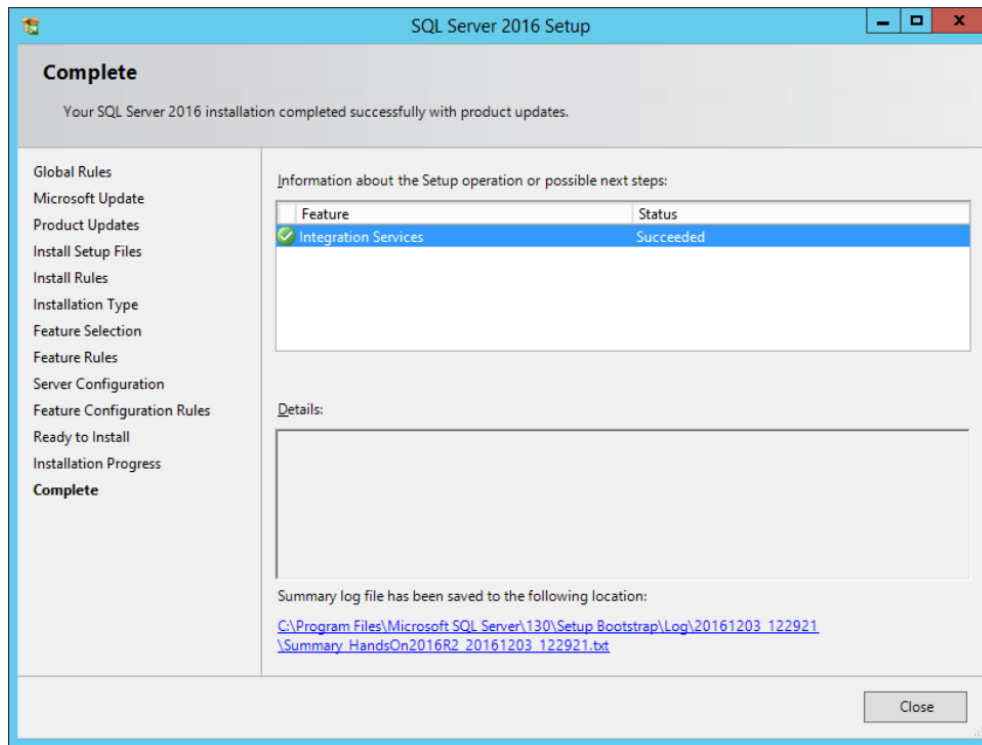 SQL Server 2016 Setup
Complete
Your SQL Server 2016 installation completed successfully with product updates.
Global Rules
Microsoft Update
Product Updates
Install Setup Files
Install Rules
Installation Type
Feature Selection
Feature Rules
Server Configuration
Feature Configuration Rules
Ready to Install
Installation Progress
Complete
Information about the Setup operation or possible next steps:
Feature Status
Integration Services Succeeded
Details:
Summary log file has been saved to the following location:
C:\Program Files\Microsoft SQL Server\130\Setup Bootstrap\Log\20161203_122921
\Summary_HandsOn2016R2_20161203_122921.txt
Close